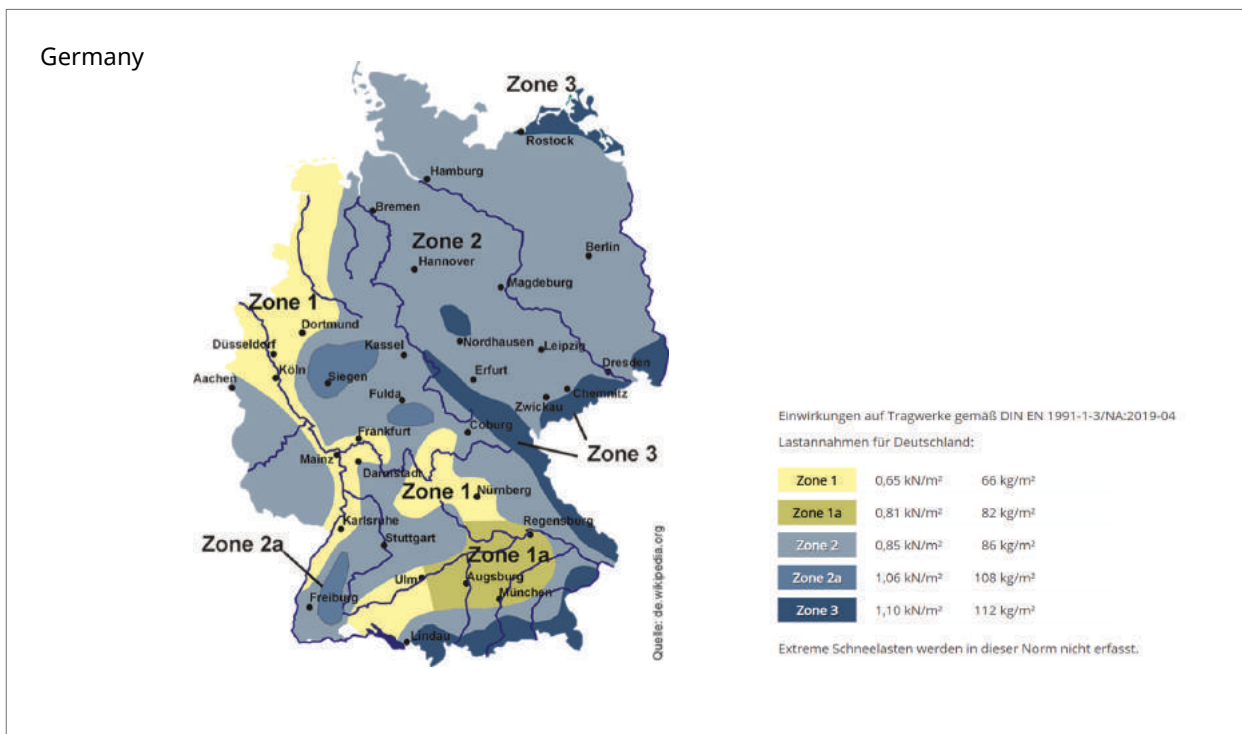 Germany
Zone 3
Rostock
Hamburg
Bremen
Zone 2
Berlin
Hannover
Magdeburg
Zone 1
Dortmund
Düsseldorf
Kassel
Nordhausen
Leipzig
Dresden
Köln
Aachen
Siegen
Erfurt
Chemnitz
Fulda
Zwickau
Coburg
Frankfurt
Zone 3
Mainz
Darmstadt
Zone 1
Nürnberg
Karlsruhe
Regensburg
Stuttgart
Zone 2a
Zone 1a
Ulm
Augsburg
Freiburg
München
Lindau
Quelle: de.wikipedia.org
Einwirkungen auf Tragwerke gemäß DIN EN 1991-1-3/NA:2019-04
Lastannahmen für Deutschland:
Zone 1 0,65 kN/m² 66 kg/m²
Zone 1a 0,81 kN/m² 82 kg/m²
Zone 2 0,85 kN/m² 86 kg/m²
Zone 2a 1,06 kN/m² 108 kg/m²
Zone 3 1,10 kN/m² 112 kg/m²
Extreme Schneelasten werden in dieser Norm nicht erfasst.